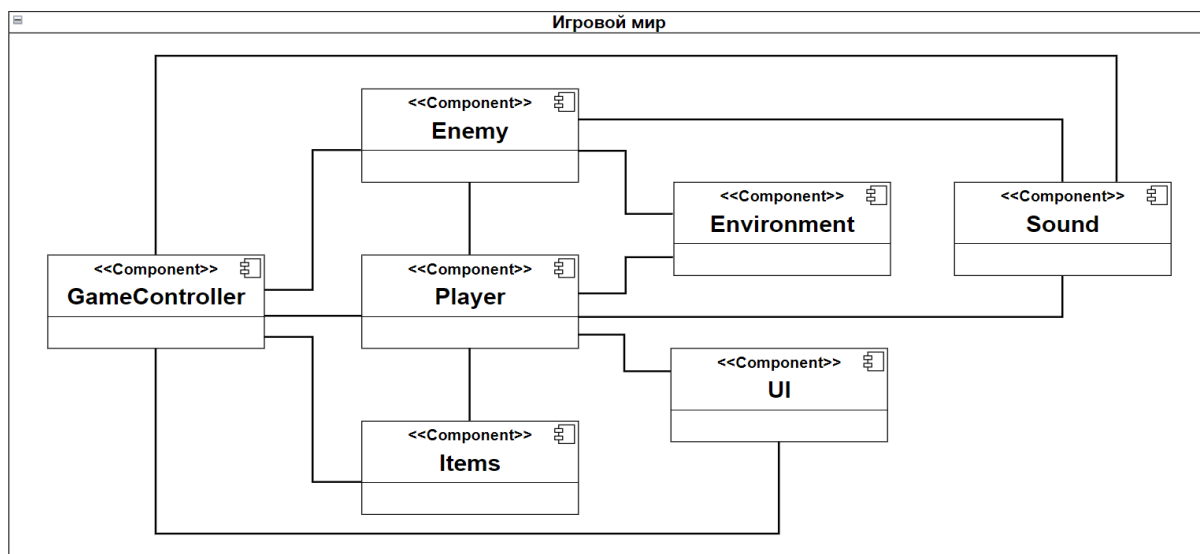 Игровой мир
<<Component>>
Enemy
<<Component>>
Environment
<<Component>>
Sound
<<Component>>
GameController
<<Component>>
Player
<<Component>>
UI
<<Component>>
Items